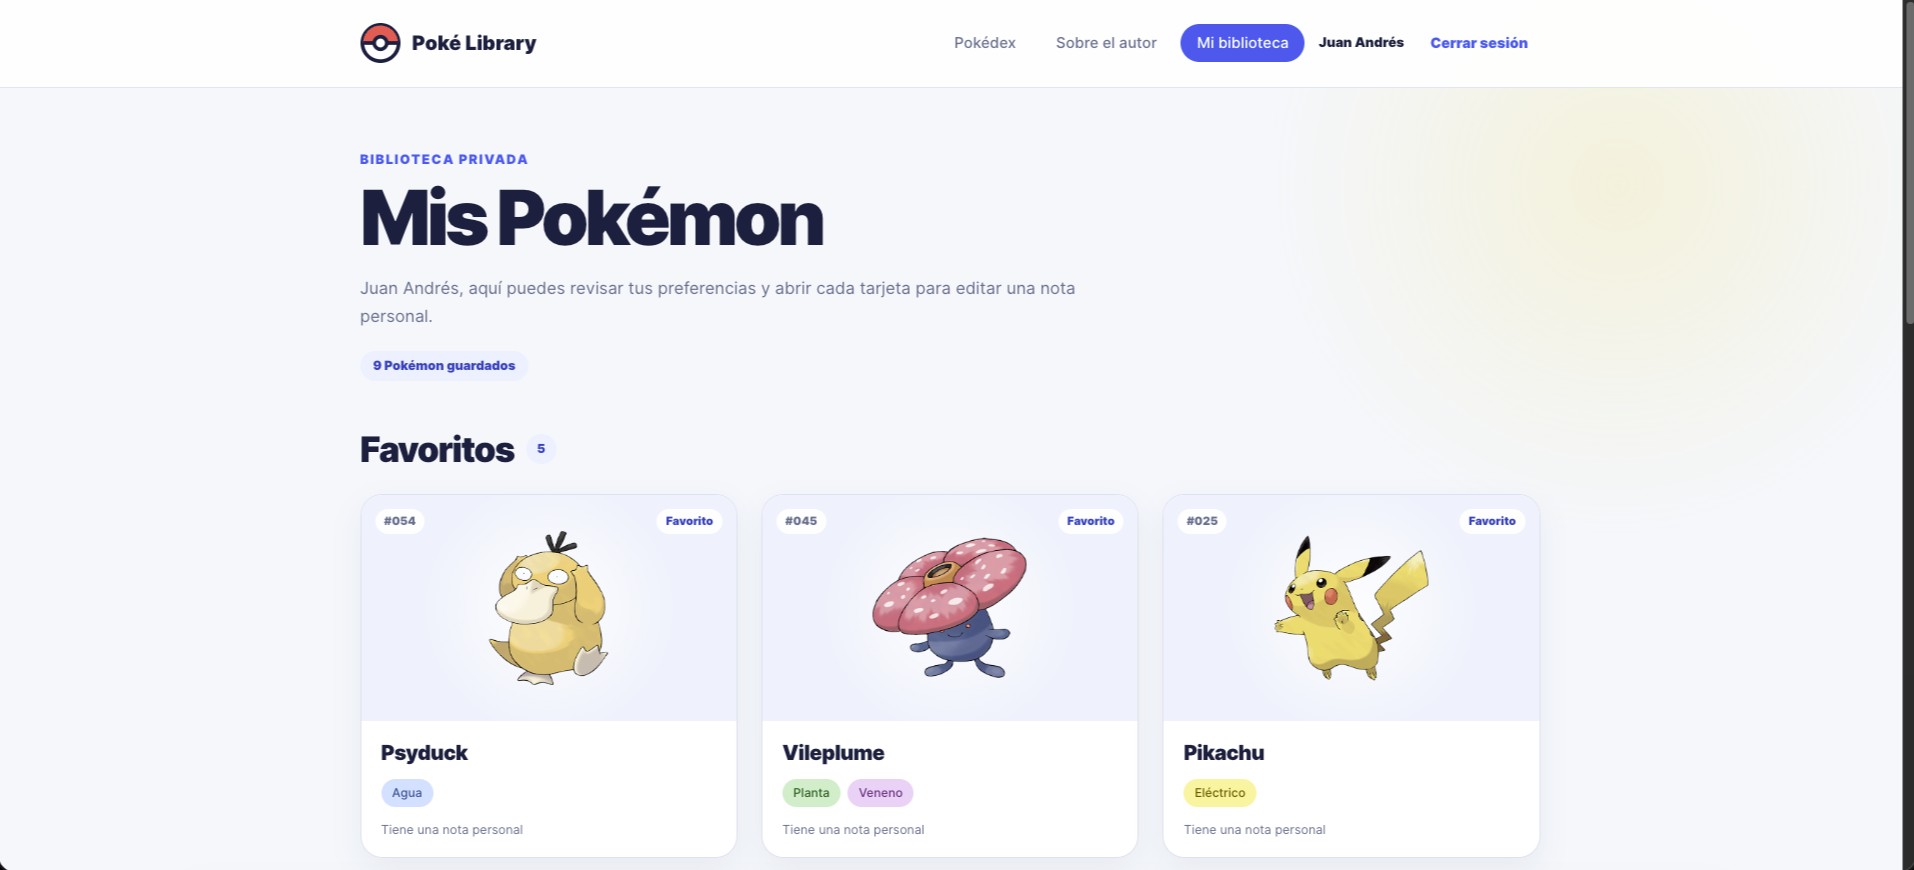 Poké Library
Pokédex
Sobre el autor
Mi biblioteca
Juan Andrés
Cerrar sesión
BIBLIOTECA PRIVADA
Mis Pokémon
Juan Andrés, aquí puedes revisar tus preferencias y abrir cada tarjeta para editar una nota
personal.
9 Pokémon guardados
Favoritos 5
#054
Favorito
Psyduck
Agua
Tiene una nota personal
#045
Favorito
Vileplume
Planta Veneno
Tiene una nota personal
#025
Favorito
Pikachu
Eléctrico
Tiene una nota personal